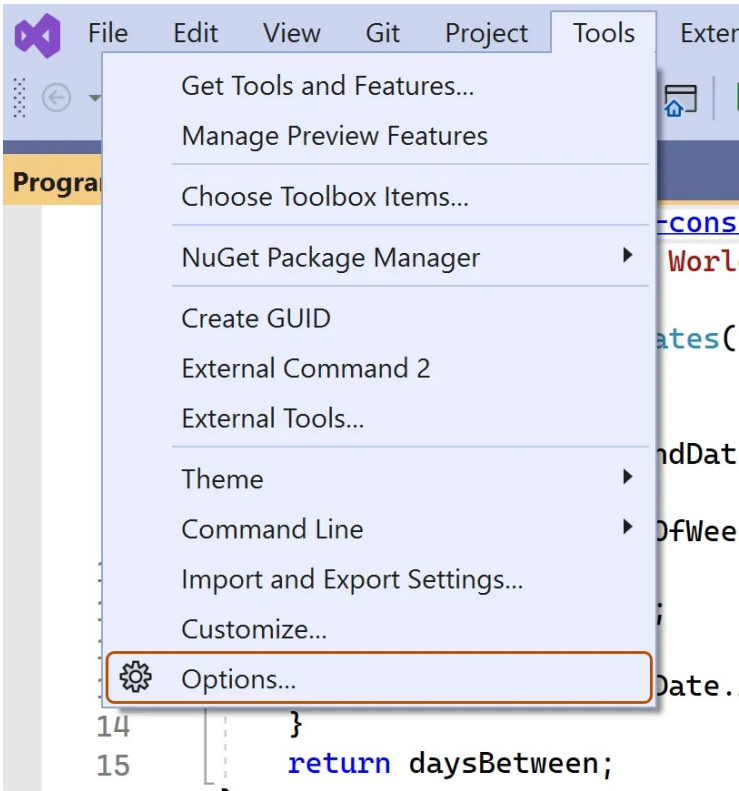 File Edit View Git Project Tools Exter
Get Tools and Features...
Manage Preview Features
Progra
Choose Toolbox Items...
-cons
NuGet Package Manager
Worl
Create GUID
ates(
External Command 2
External Tools...
ndDat
Theme
Command Line
OfWee
Import and Export Settings...
;
Customize...
Options...
Date.
14 }
15 return daysBetween;